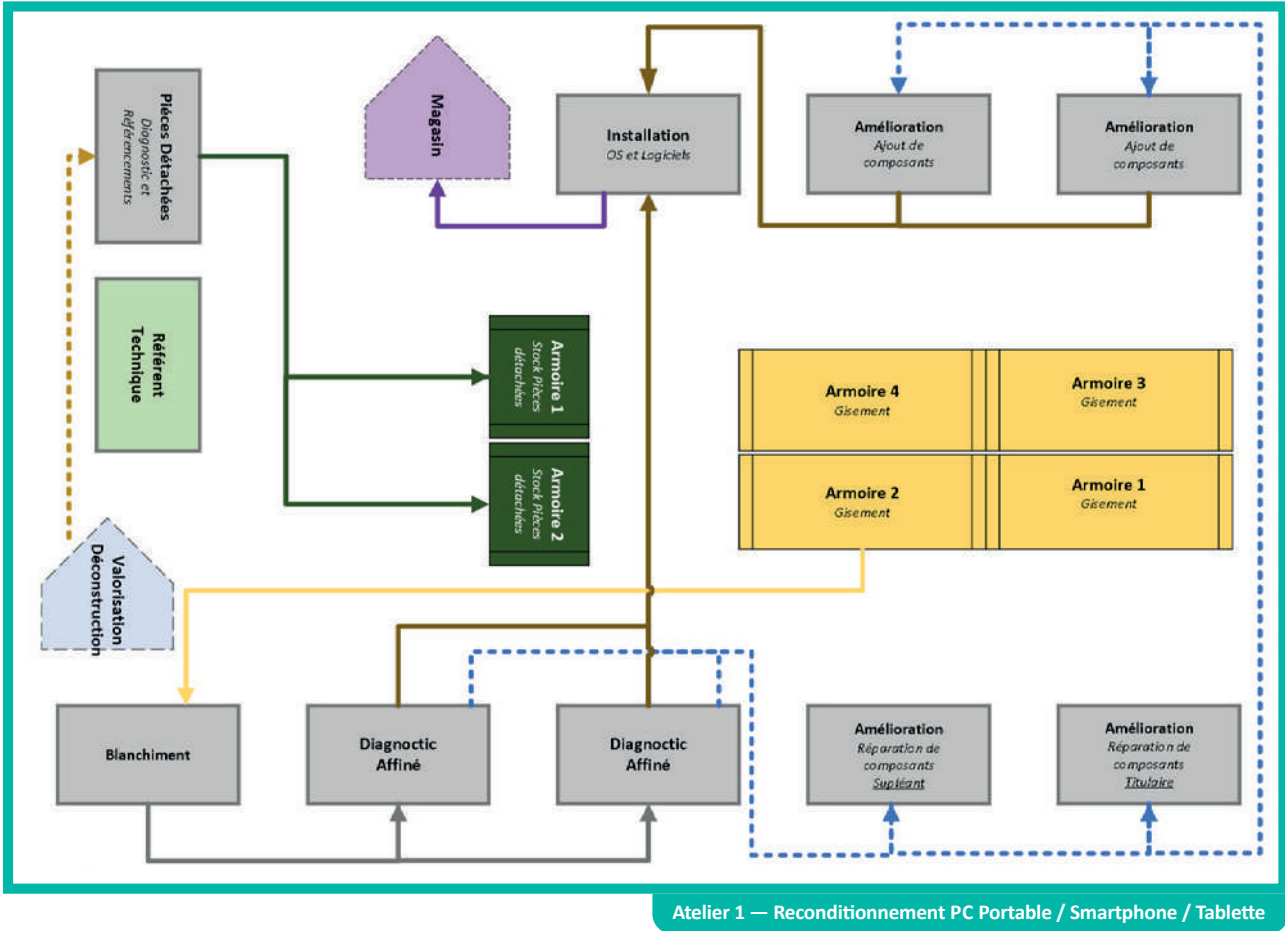 Pièces Détachées
Diagnostic et
Référencements
Magasin
Installation
OS et Logiciels
Amélioration
Ajout de
composants
Amélioration
Ajout de
composants
Référent
Technique
Armoire 1
Stock Pièces
détachées
Armoire 2
Stock Pièces
détachées
Armoire 4
Gisement
Armoire 3
Gisement
Armoire 2
Gisement
Armoire 1
Gisement
Valorisation
Déconstruction
Blanchiment
Diagnoctic
Affiné
Diagnoctic
Affiné
Amélioration
Réparation de
composants
Supléant
Amélioration
Réparation de
composants
Titulaire
Atelier 1 — Reconditionnement PC Portable / Smartphone / Tablette